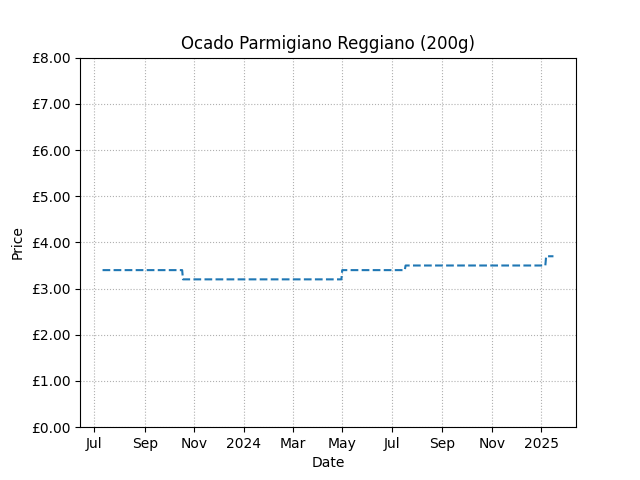 Ocado Parmigiano Reggiano (200g)
£8.00
£7.00
£6.00
£5.00
£4.00
£3.00
£2.00
£1.00
£0.00
Price
Jul Sep Nov 2024 Mar May Jul Sep Nov 2025
Date